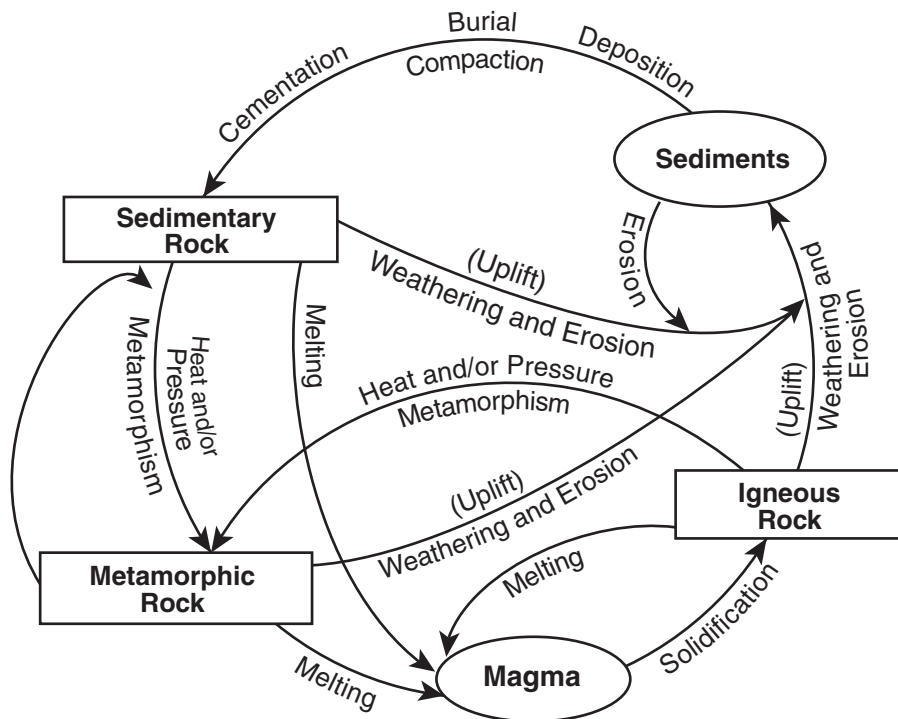 Burial
Compaction
Deposition
Cementation
Sediments
Sedimentary
Rock
Erosion
(Uplift)
Weathering and Erosion
Weathering and
Erosion
(Uplift)
Melting
Heat and/or
Pressure
Metamorphism
Heat and/or Pressure
Metamorphism
(Uplift)
Weathering and Erosion
Igneous
Rock
Metamorphic
Rock
Melting
Solidification
Melting
Magma